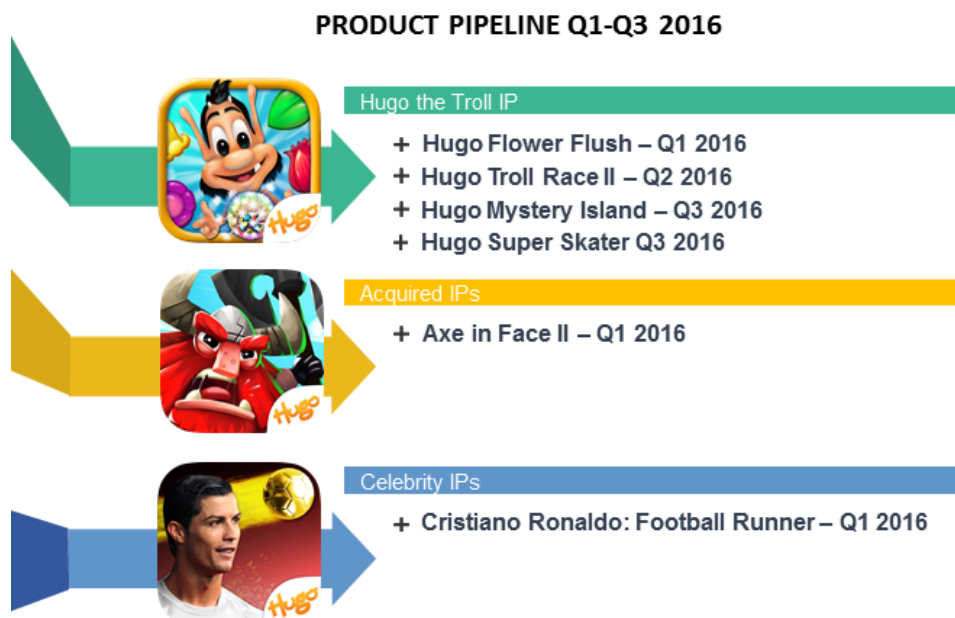 PRODUCT PIPELINE Q1-Q3 2016
Hugo the Troll IP
+ Hugo Flower Flush – Q1 2016
+ Hugo Troll Race II – Q2 2016
+ Hugo Mystery Island – Q3 2016
+ Hugo Super Skater Q3 2016
Hugo
Acquired IPs
+ Axe in Face II – Q1 2016
Hugo
Celebrity IPs
+ Cristiano Ronaldo: Football Runner – Q1 2016
Hugo